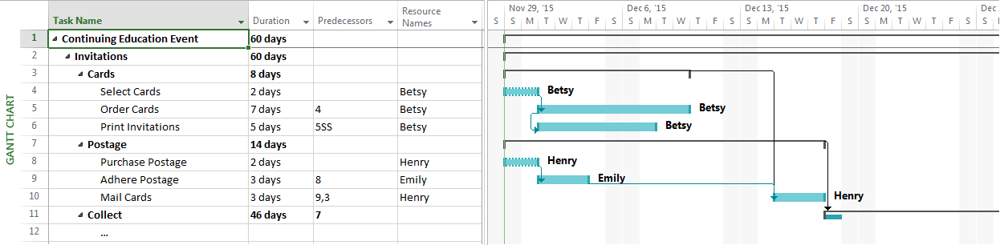 Task Name Duration Predecessors Resource Names Nov 29, '15 Dec 6, '15 Dec 13, '15 Dec 20, '15 Dec
S S M T W T F S S M T W T F S S M T W T F S S M T W T F S S
GANTT CHART
1 Continuing Education Event 60 days
2 Invitations 60 days
3 Cards 8 days
4 Select Cards 2 days Betsy Betsy
5 Order Cards 7 days 4 Betsy Betsy
6 Print Invitations 5 days 5SS Betsy Betsy
7 Postage 14 days
8 Purchase Postage 2 days Henry Henry
9 Adhere Postage 3 days 8 Emily Emily
10 Mail Cards 3 days 9,3 Henry Henry
11 Collect 46 days 7
12 ...